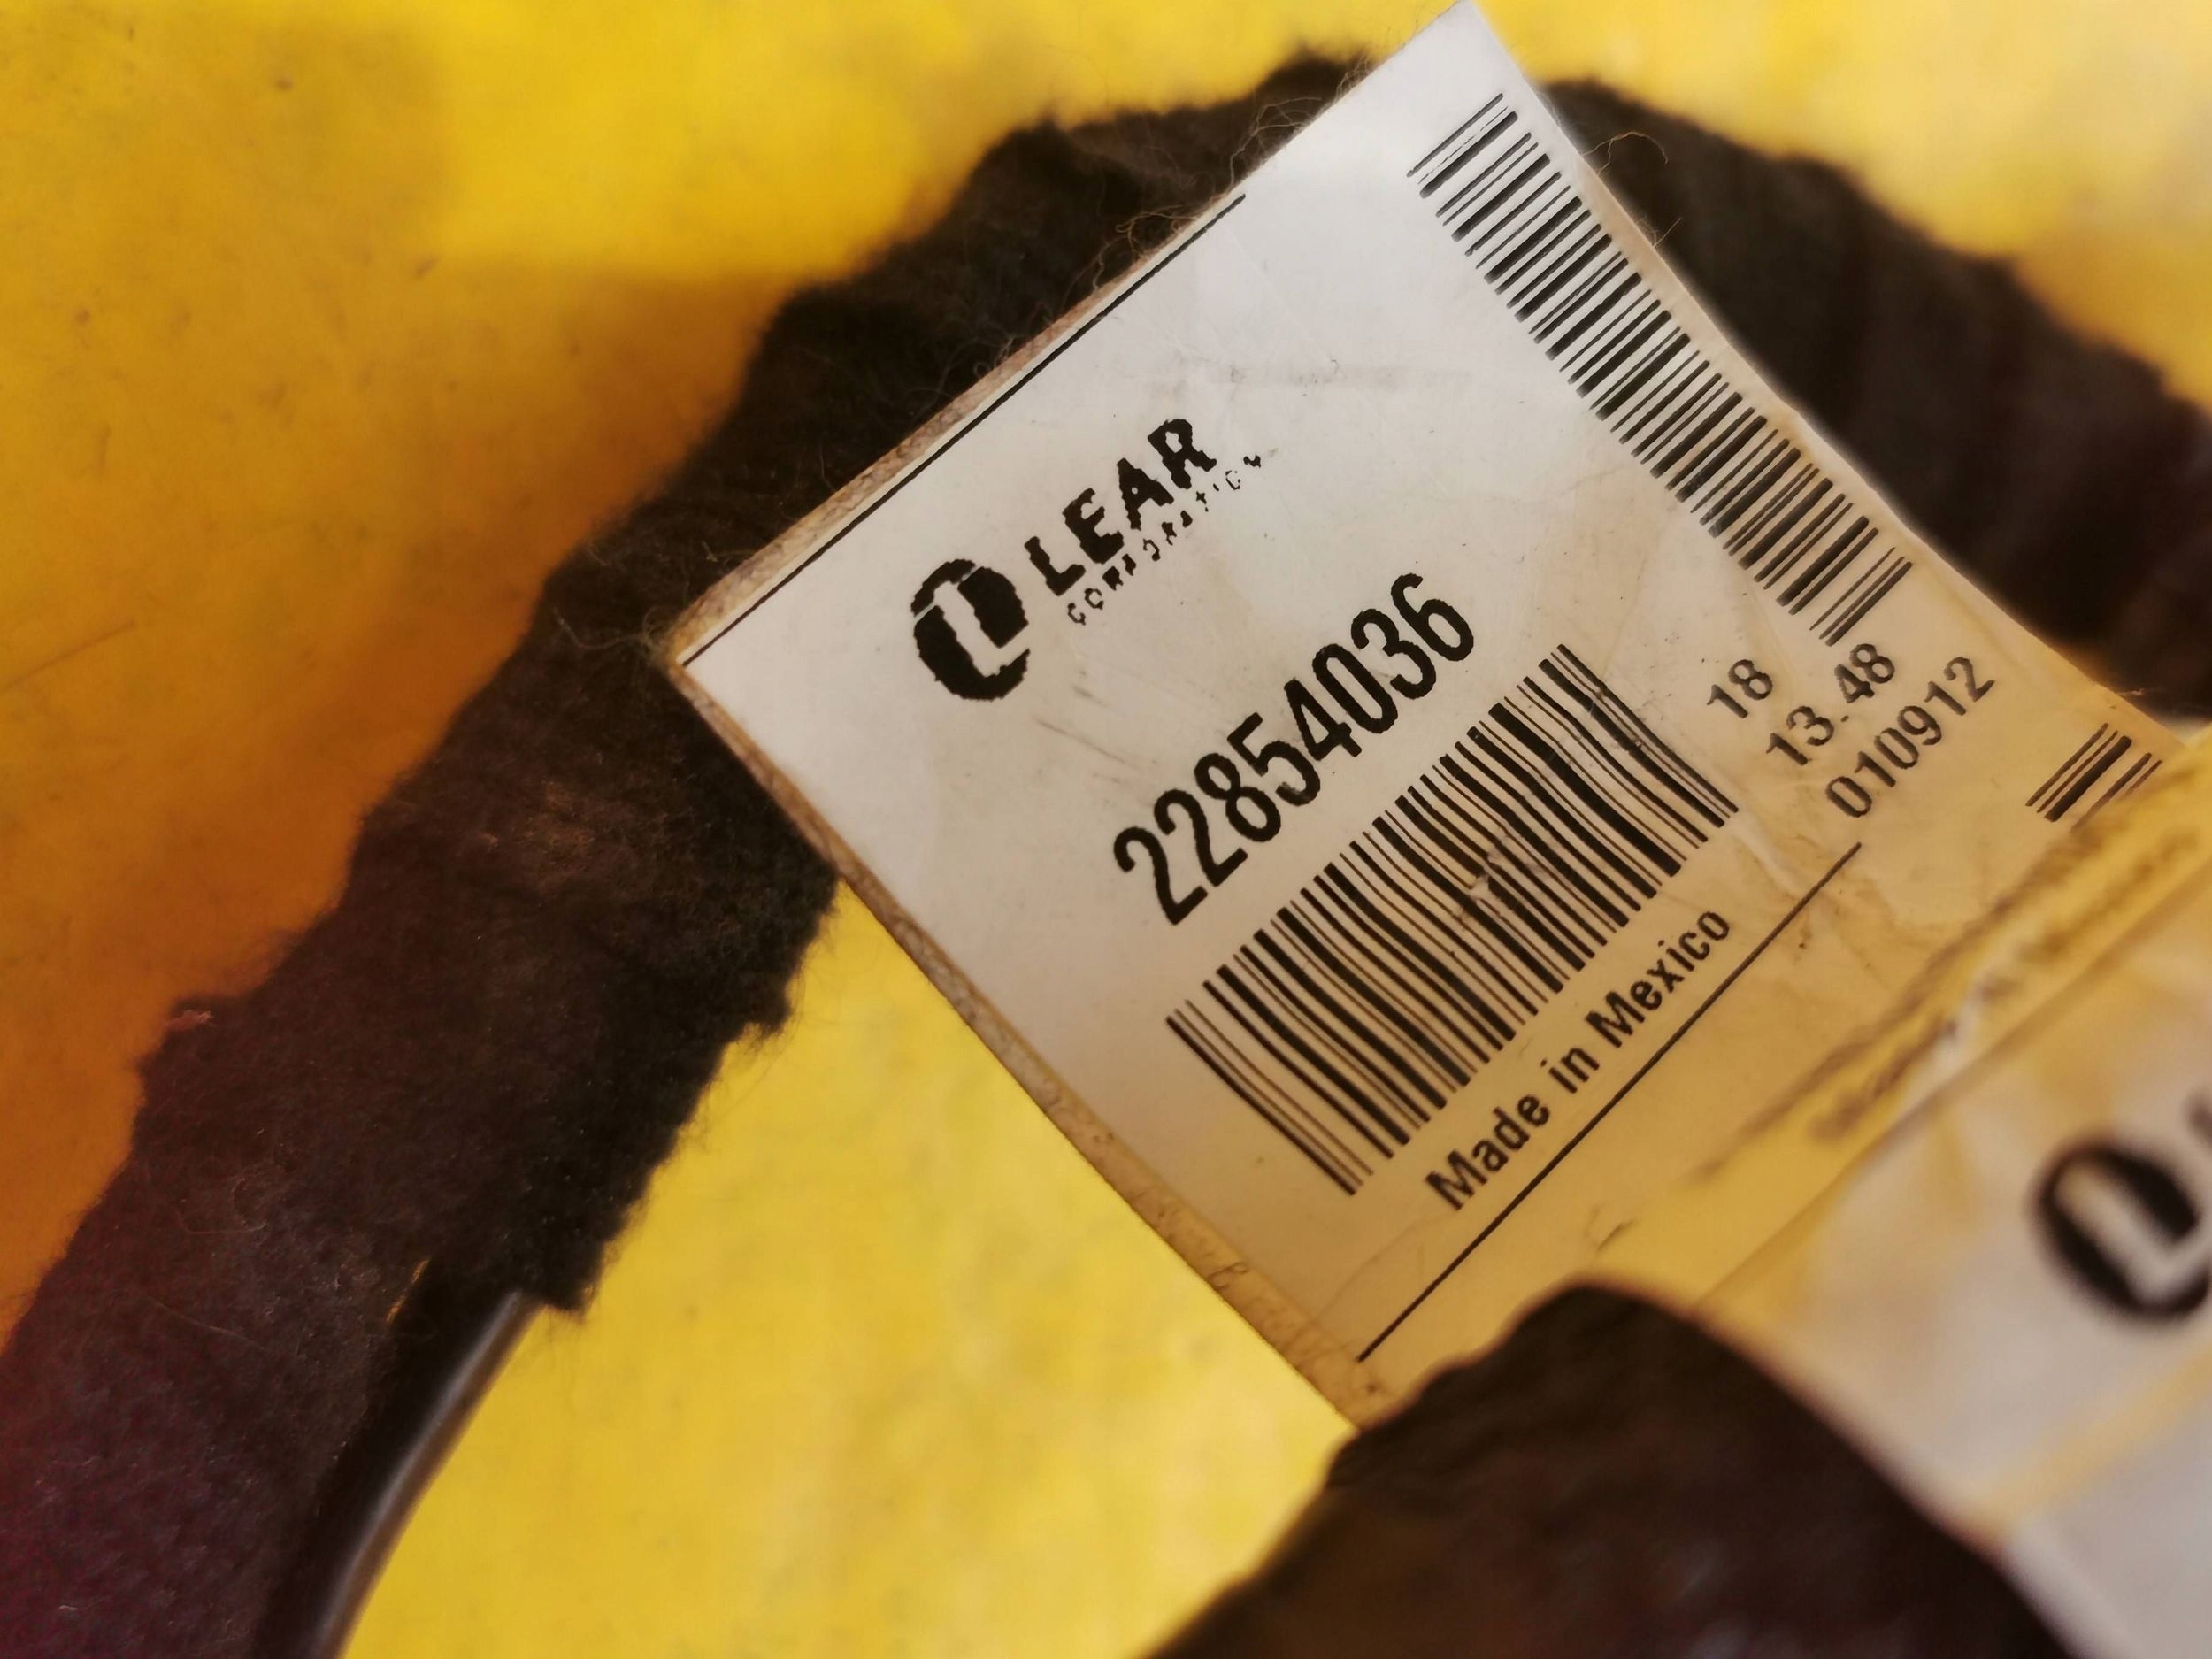 LEAR
CORPORATION
22854036
18
13.48
010912
Made in Mexico